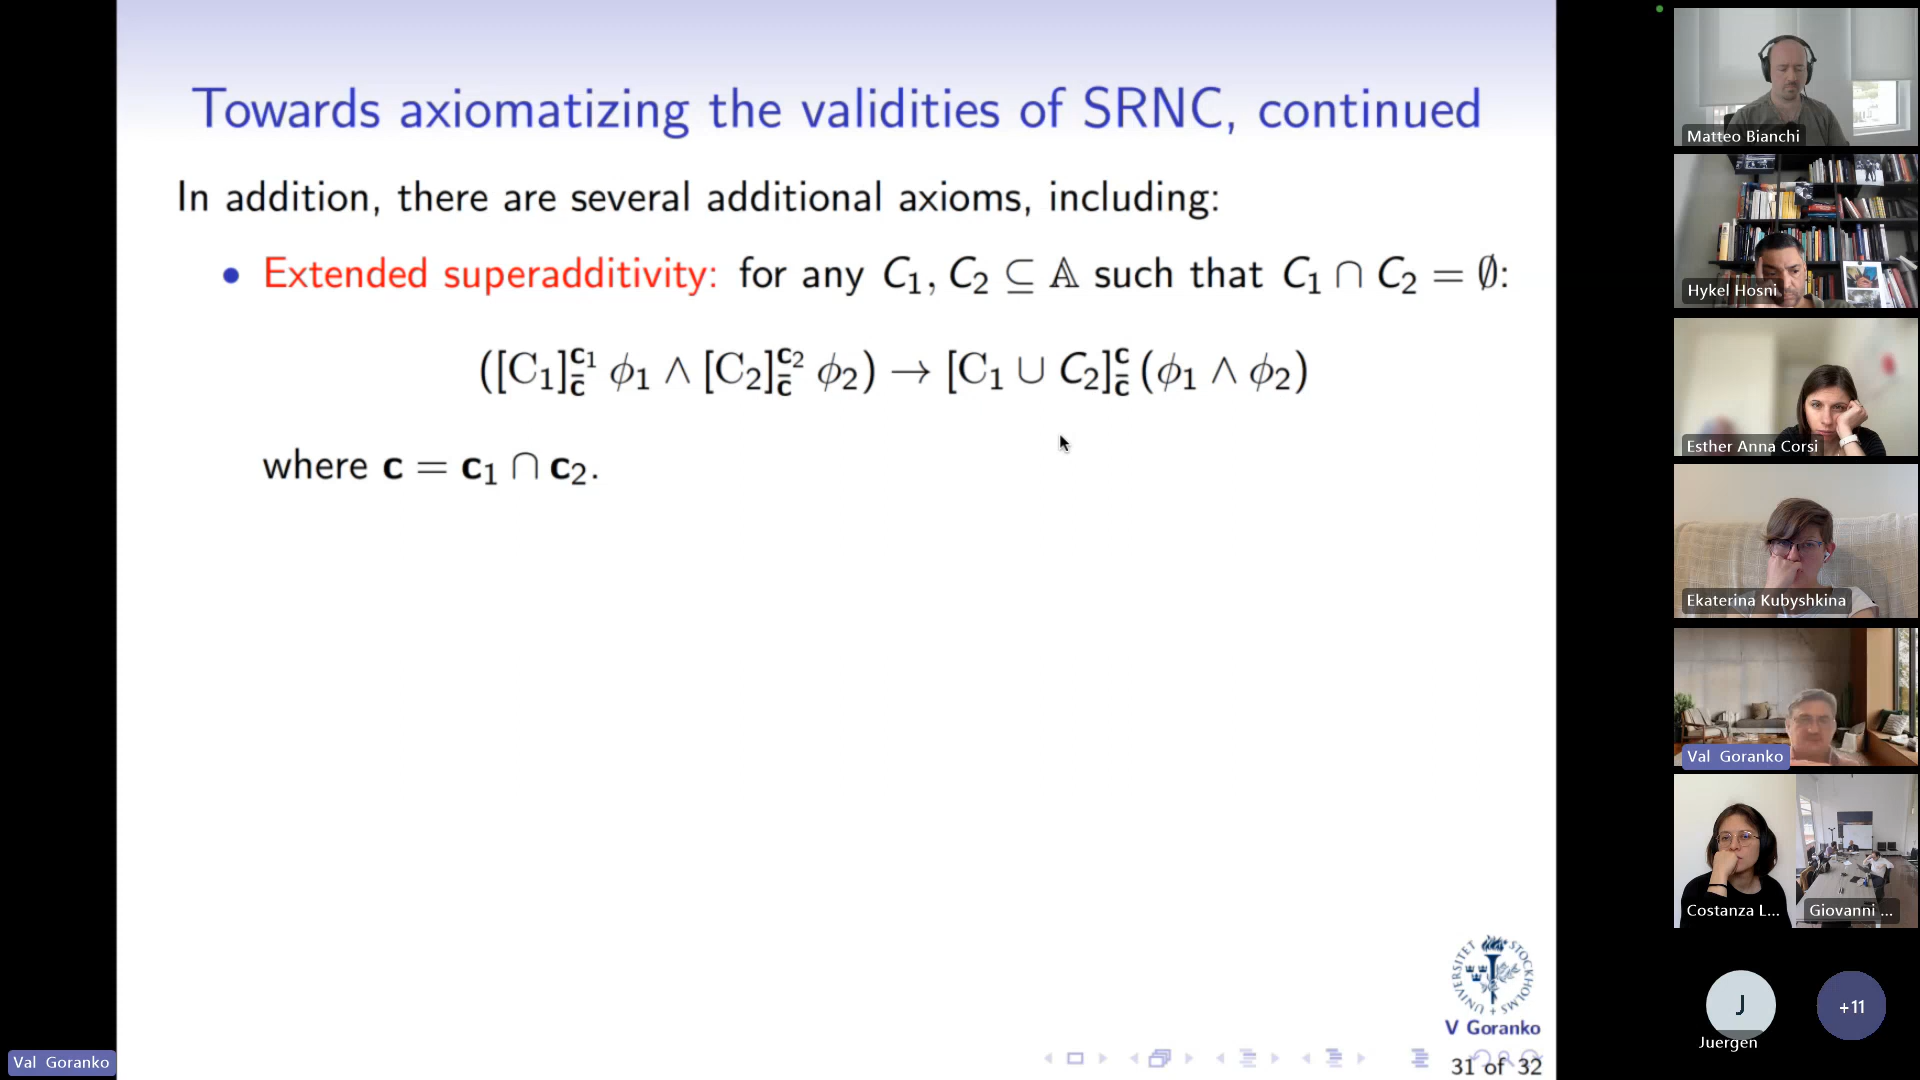 Towards axiomatizing the validities of SRNC, continued
In addition, there are several additional axioms, including:
• Extended superadditivity: for any C₁, C₂ ⊆ 𝔸 such that C₁ ∩ C₂ = ∅:
([C₁]^{c₁}_{c̄} ϕ₁ ∧ [C₂]^{c₂}_{c̄} ϕ₂) → [C₁ ∪ C₂]^{c}_{c̄} (ϕ₁ ∧ ϕ₂)
where c = c₁ ∩ c₂.
STOCKHOLMS UNIVERSITET
V Goranko
31 of 32
Val Goranko
Matteo Bianchi
Hykel Hosni
Esther Anna Corsi
Ekaterina Kubyshkina
Val Goranko
Costanza L...
Giovanni ...
J
Juergen
+11